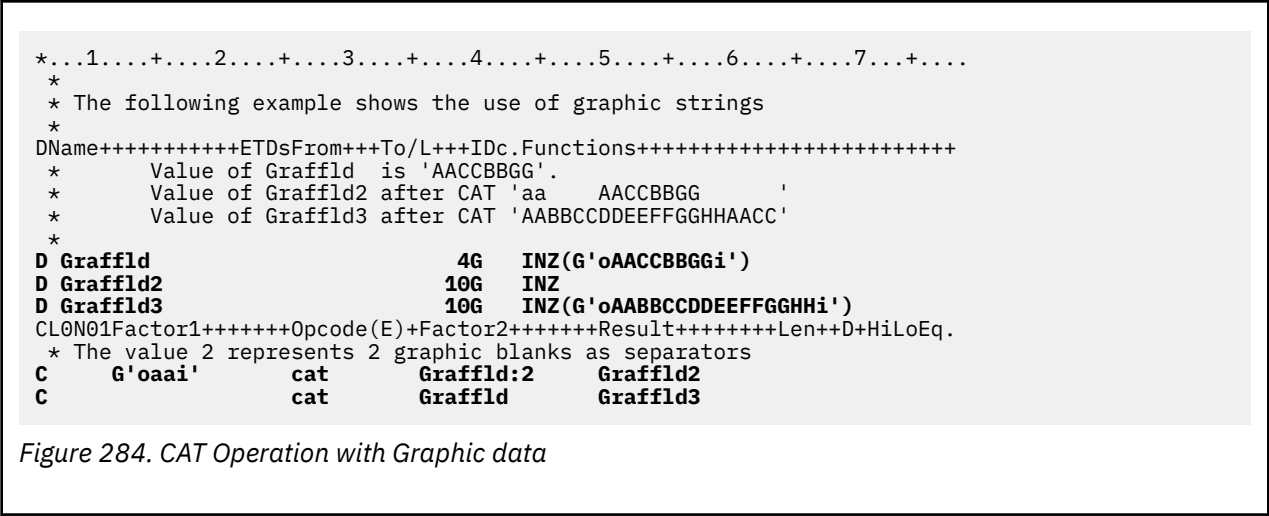 *...1....+....2....+....3....+....4....+....5....+....6....+....7...+....
 *
 * The following example shows the use of graphic strings
 *
DName+++++++++++ETDsFrom+++To/L+++IDc.Functions+++++++++++++++++++++++++
 *       Value of Graffld  is 'AACCBBGG'.
 *       Value of Graffld2 after CAT 'aa    AACCBBGG      '
 *       Value of Graffld3 after CAT 'AABBCCDDEEFFGGHHAACC'
 *
D Graffld                        4G   INZ(G'oAACCBBGGi')
D Graffld2                      10G   INZ
D Graffld3                      10G   INZ(G'oAABBCCDDEEFFGGHHi')
CL0N01Factor1+++++++Opcode(E)+Factor2+++++++Result++++++++Len++D+HiLoEq.
 * The value 2 represents 2 graphic blanks as separators
C     G'oaai'       cat       Graffld:2     Graffld2
C                   cat       Graffld       Graffld3
Figure 284. CAT Operation with Graphic data